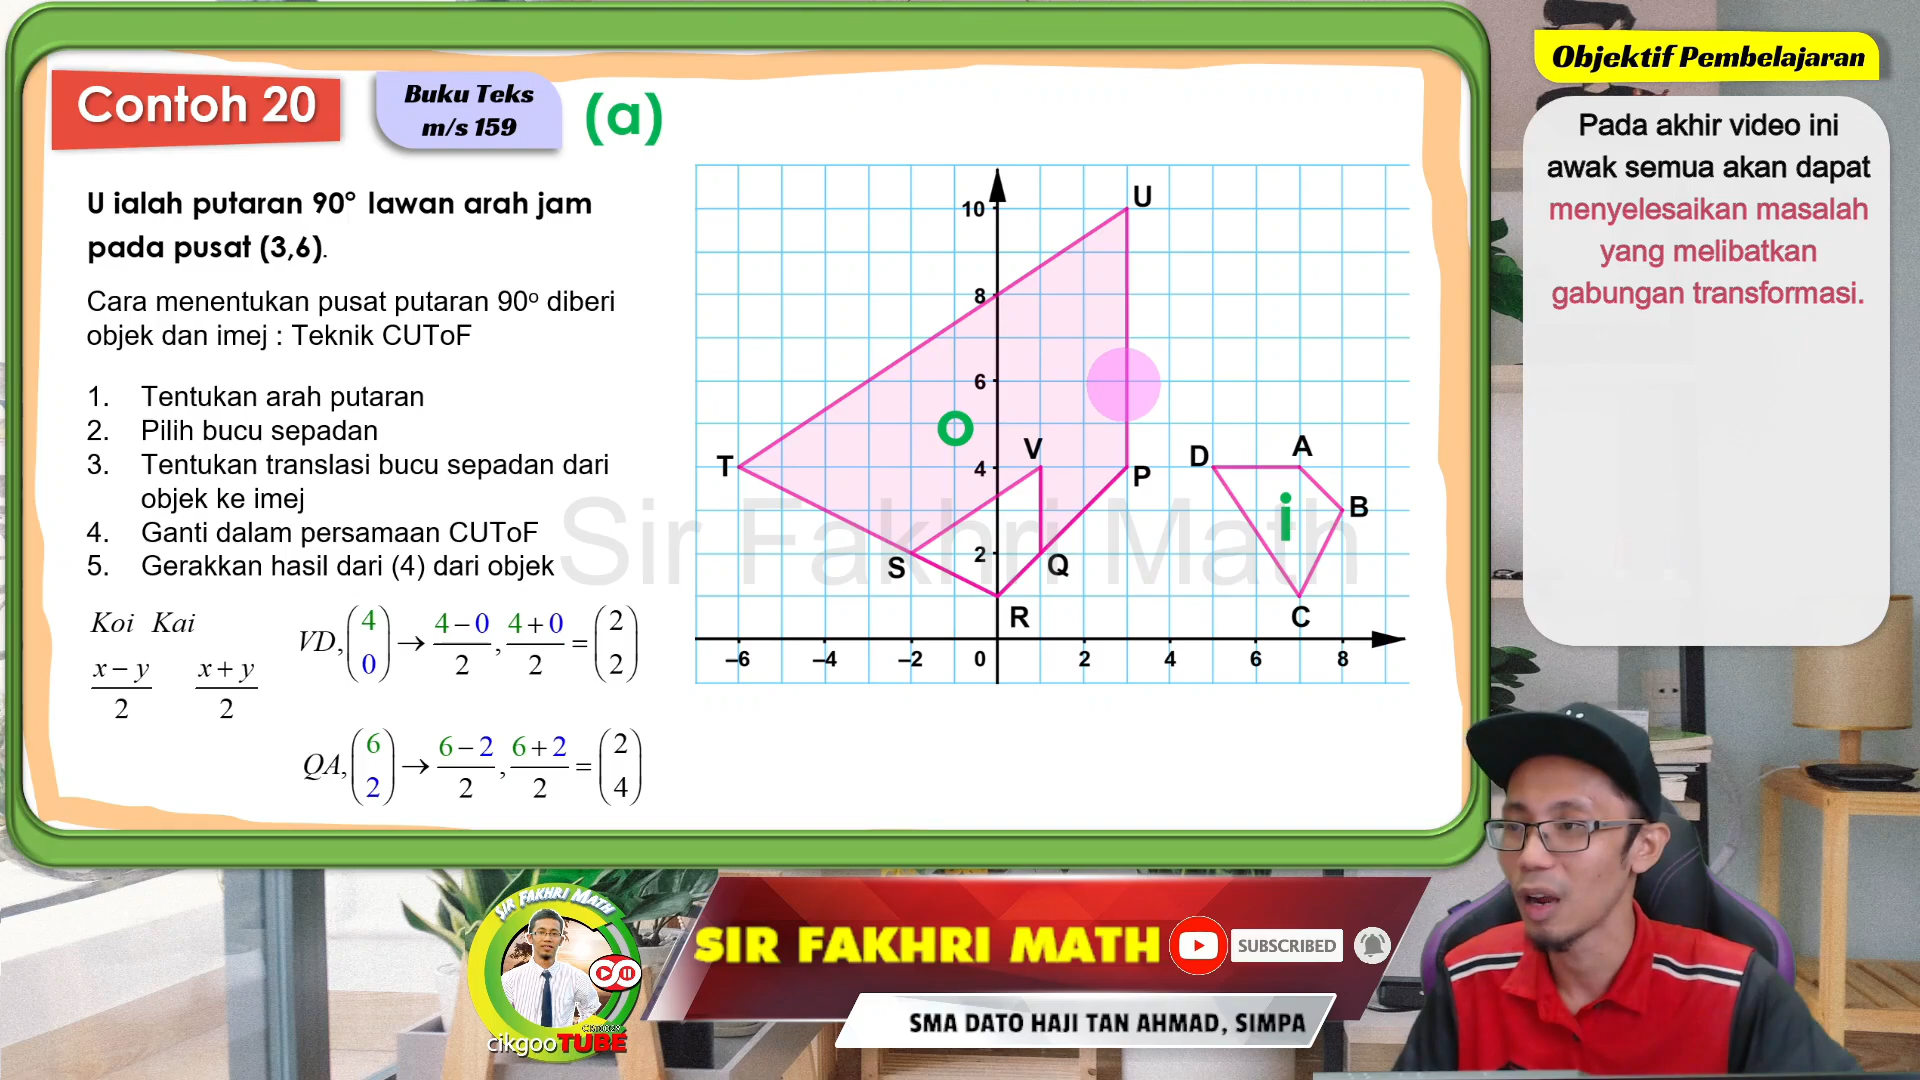 Contoh 20
Buku Teks
m/s 159
(a)
U ialah putaran 90° lawan arah jam
pada pusat (3,6).
Cara menentukan pusat putaran 90° diberi
objek dan imej : Teknik CUToF
1. Tentukan arah putaran
2. Pilih bucu sepadan
3. Tentukan translasi bucu sepadan dari
objek ke imej
4. Ganti dalam persamaan CUToF
5. Gerakkan hasil dari (4) dari objek
Koi Kai
x − y / 2   x + y / 2
VD, (4 0) → 4 − 0 / 2 , 4 + 0 / 2 = (2 2)
QA, (6 2) → 6 − 2 / 2 , 6 + 2 / 2 = (2 4)
U
10
8
6
O
V
D
A
T
4
P
i
B
S
2
Q
R
C
–6 –4 –2 0 2 4 6 8
Sir Fakhri Math
Objektif Pembelajaran
Pada akhir video ini
awak semua akan dapat
menyelesaikan masalah
yang melibatkan
gabungan transformasi.
SIR FAKHRI MATH
cikgooTUBE
SIR FAKHRI MATH
SUBSCRIBED
SMA DATO HAJI TAN AHMAD, SIMPA